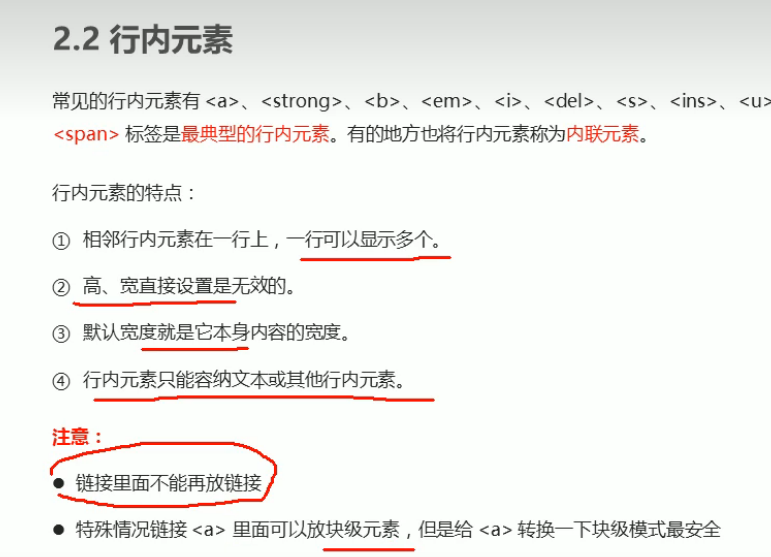 2.2 行内元素
常见的行内元素有 <a>、<strong>、<b>、<em>、<i>、<del>、<s>、<ins>、<u>
<span> 标签是最典型的行内元素。有的地方也将行内元素称为内联元素。
行内元素的特点：
① 相邻行内元素在一行上，一行可以显示多个。
② 高、宽直接设置是无效的。
③ 默认宽度就是它本身内容的宽度。
④ 行内元素只能容纳文本或其他行内元素。
注意：
● 链接里面不能再放链接
● 特殊情况链接 <a> 里面可以放块级元素，但是给 <a> 转换一下块级模式最安全